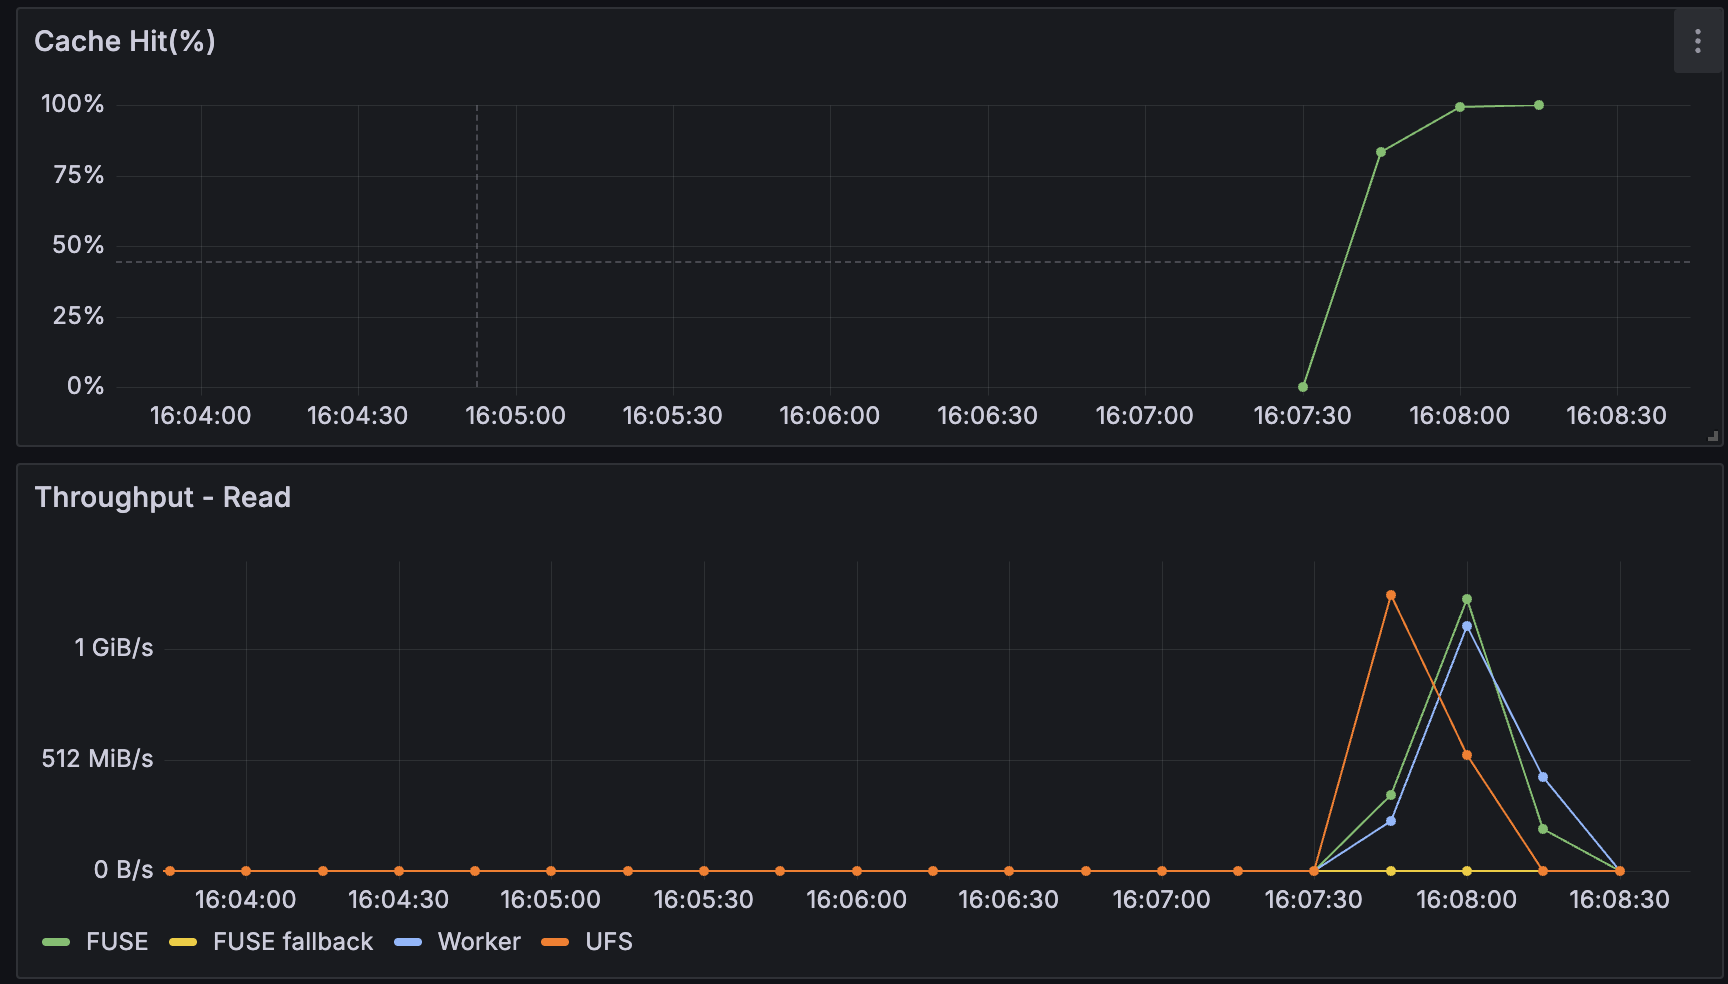 Cache Hit(%)
100%
75%
50%
25%
0%
16:04:00 16:04:30 16:05:00 16:05:30 16:06:00 16:06:30 16:07:00 16:07:30 16:08:00 16:08:30
Throughput - Read
1 GiB/s
512 MiB/s
0 B/s
16:04:00 16:04:30 16:05:00 16:05:30 16:06:00 16:06:30 16:07:00 16:07:30 16:08:00 16:08:30
FUSE FUSE fallback Worker UFS